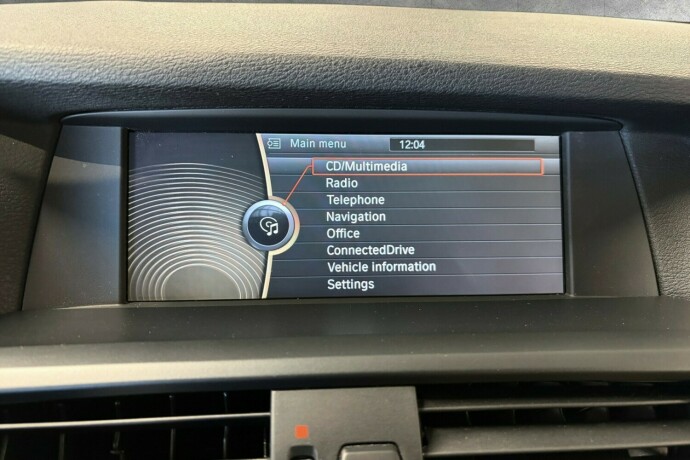 Main menu 12:04
CD/Multimedia
Radio
Telephone
Navigation
Office
ConnectedDrive
Vehicle information
Settings